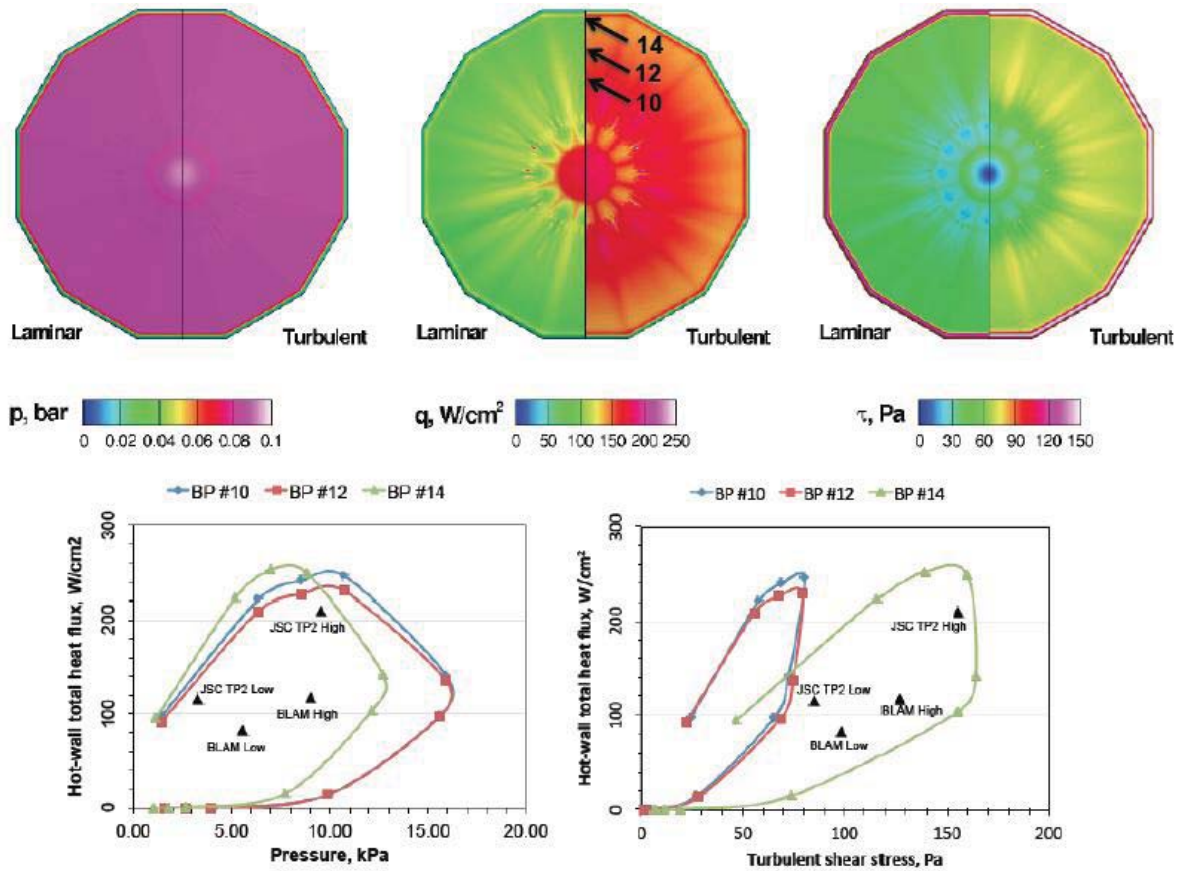 14
12
10
Laminar Turbulent
Laminar Turbulent
Laminar Turbulent
p, bar
0 0.02 0.04 0.06 0.08 0.1
q, W/cm²
0 50 100 150 200 250
τ, Pa
0 30 60 90 120 150
BP #10 BP #12 BP #14
Hot-wall total heat flux, W/cm2
300
200
100
0
JSC TP2 High
JSC TP2 Low
BLAM High
BLAM Low
0.00 5.00 10.00 15.00 20.00
Pressure, kPa
BP #10 BP #12 BP #14
Hot-wall total heat flux, W/cm²
300
200
100
0
JSC TP2 High
JSC TP2 Low
BLAM High
BLAM Low
0 50 100 150 200
Turbulent shear stress, Pa